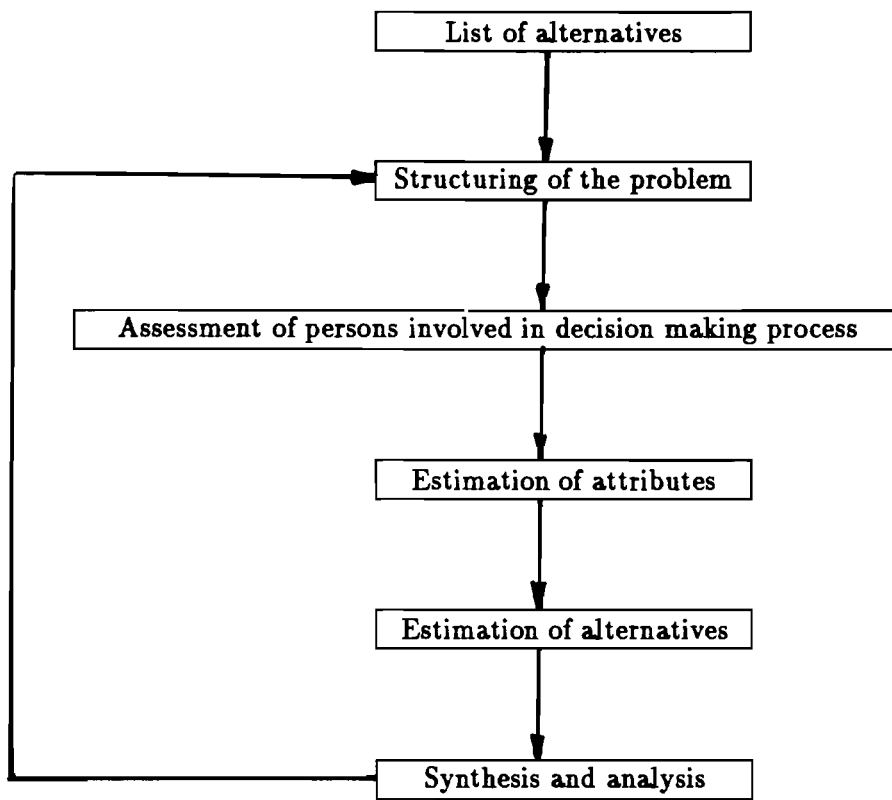 List of alternatives
Structuring of the problem
Assessment of persons involved in decision making process
Estimation of attributes
Estimation of alternatives
Synthesis and analysis